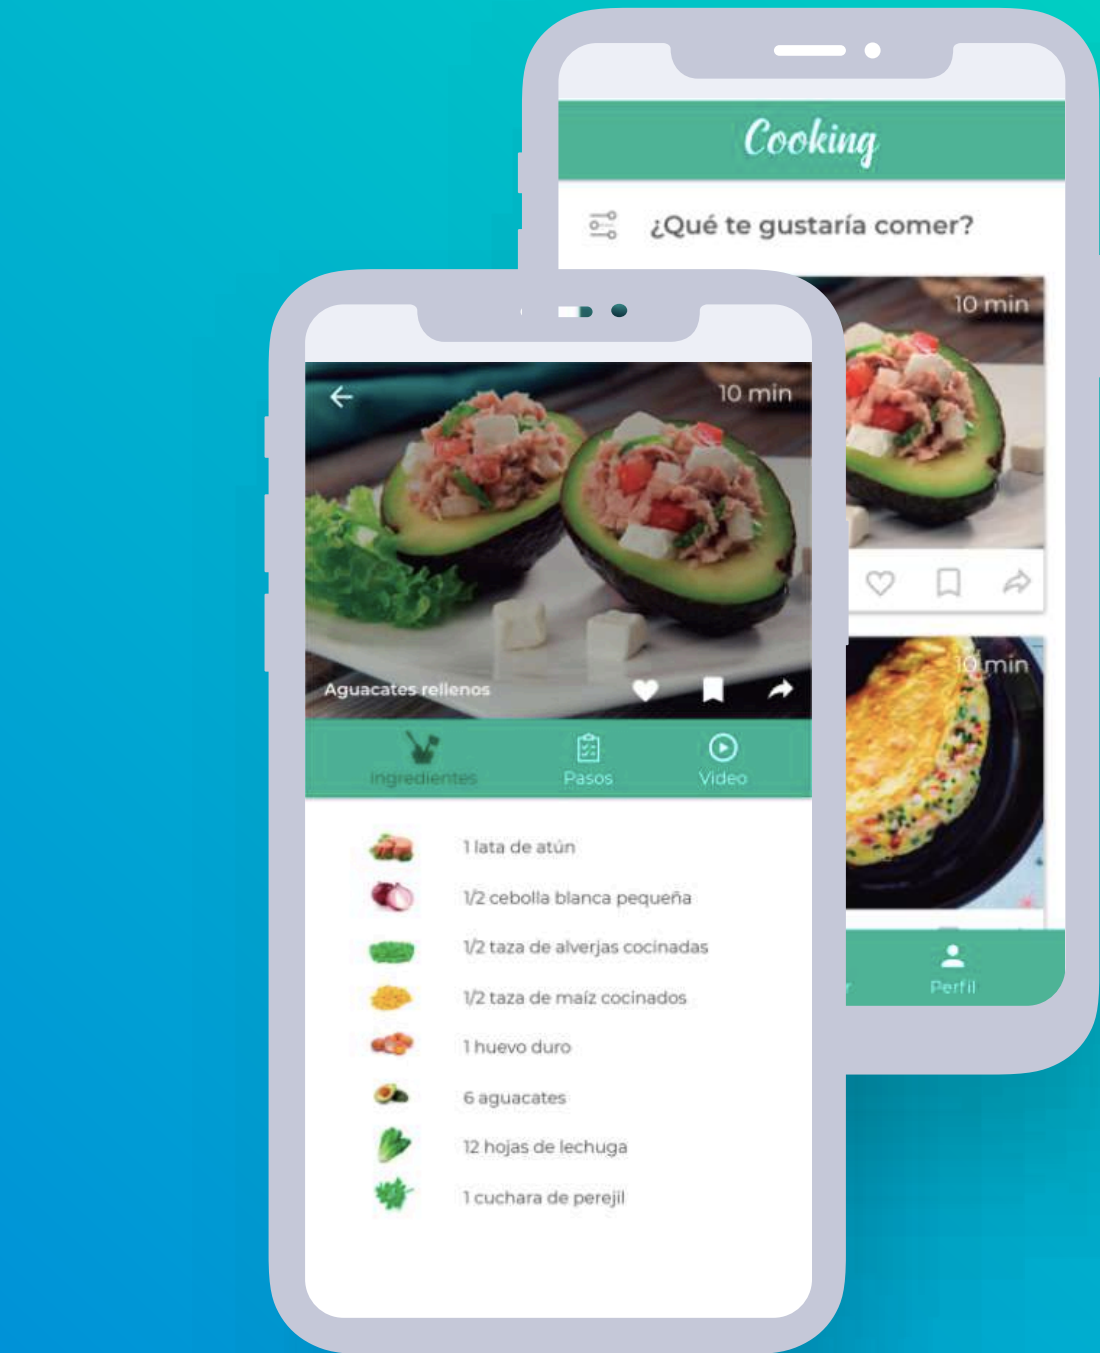 Cooking
¿Qué te gustaría comer?
10 min
10 min
Perfil
10 min
Aguacates rellenos
Ingredientes
Pasos
Video
1 lata de atún
1/2 cebolla blanca pequeña
1/2 taza de alverjas cocinadas
1/2 taza de maíz cocinados
1 huevo duro
6 aguacates
12 hojas de lechuga
1 cuchara de perejil